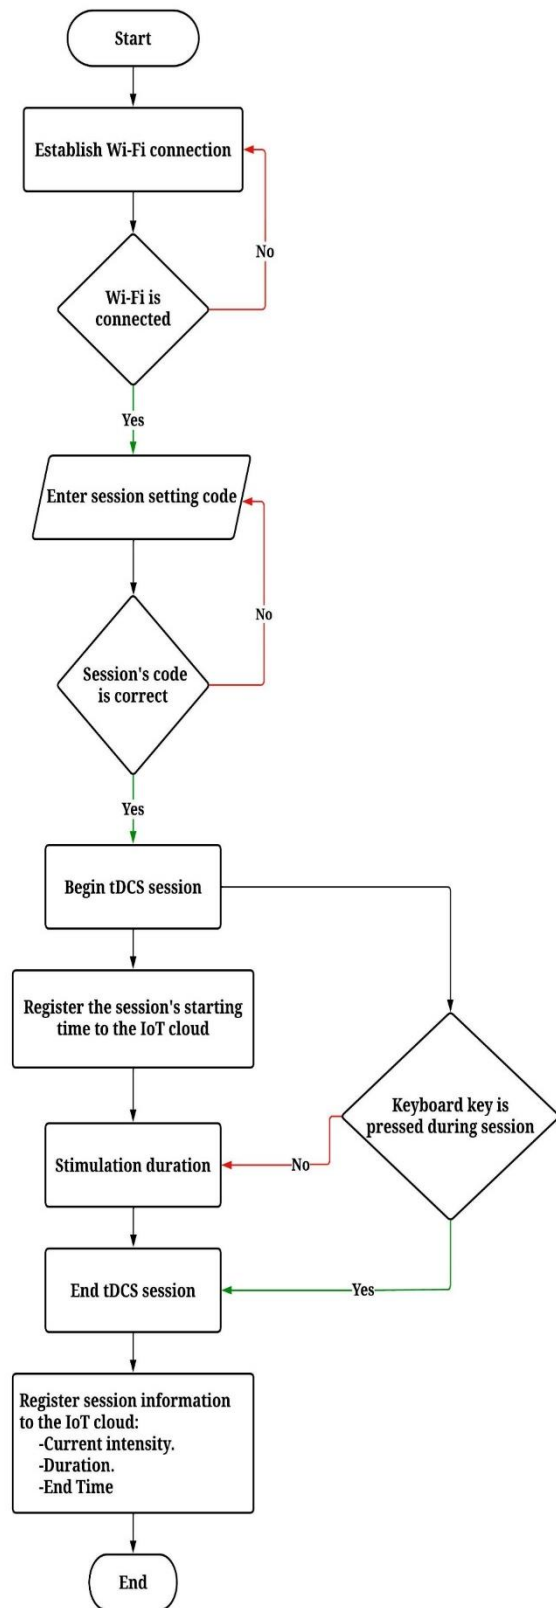 Start
Establish Wi-Fi connection
No
Wi-Fi is
connected
Yes
Enter session setting code
No
Session's code
is correct
Yes
Begin tDCS session
Register the session's starting
time to the IoT cloud
Keyboard key is
pressed during session
Stimulation duration
No
End tDCS session
Yes
Register session information
to the IoT cloud:
-Current intensity.
-Duration.
-End Time
End